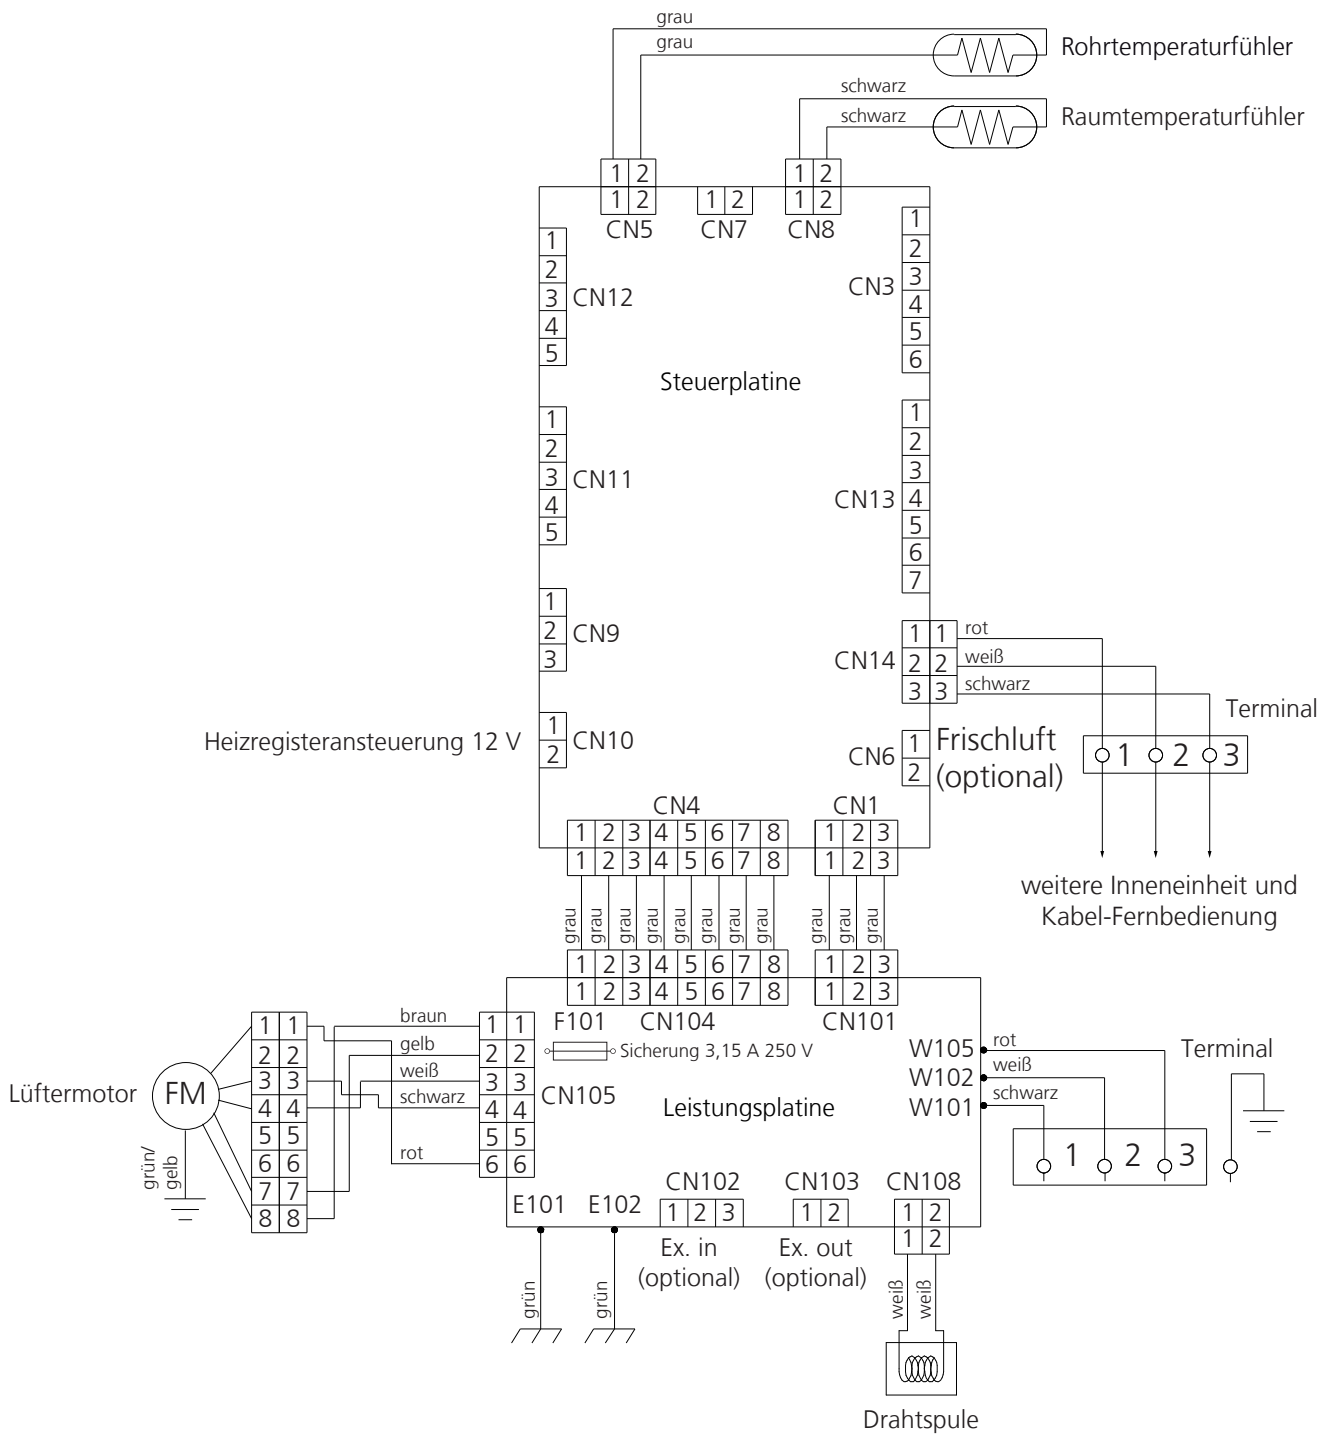 grau
grau
Rohrtemperaturfühler
schwarz
schwarz
Raumtemperaturfühler
1 2
1 2
1 2
1 2
1 2
CN5
CN7
CN8
1
2
3
4
5
CN12
1
2
3
4
5
6
CN3
Steuerplatine
1
2
3
4
5
CN11
1
2
3
4
5
6
7
CN13
1
2
3
CN9
CN14
1 1 rot
2 2 weiß
3 3 schwarz
Terminal
1 2 3
Heizregisteransteuerung 12 V
1
2
CN10
CN6
1
2
Frischluft
(optional)
weitere Inneneinheit und
Kabel-Fernbedienung
CN4
CN1
1 2 3 4 5 6 7 8
1 2 3
1 2 3 4 5 6 7 8
1 2 3
grau grau grau grau grau grau grau grau
grau grau grau
1 2 3 4 5 6 7 8
1 2 3
1 2 3 4 5 6 7 8
1 2 3
F101
CN104
CN101
Sicherung 3,15 A 250 V
Lüftermotor
FM
grün/
gelb
1 1
2 2
3 3
4 4
5 5
6 6
7 7
8 8
braun
gelb
weiß
schwarz
rot
1 1
2 2
3 3
4 4
5 5
6 6
CN105
Leistungsplatine
W105 rot
W102 weiß
W101 schwarz
Terminal
1 2 3
E101
E102
CN102
CN103
CN108
1 2 3
1 2
1 2
1 2
Ex. in
(optional)
Ex. out
(optional)
grün
grün
weiß
weiß
Drahtspule